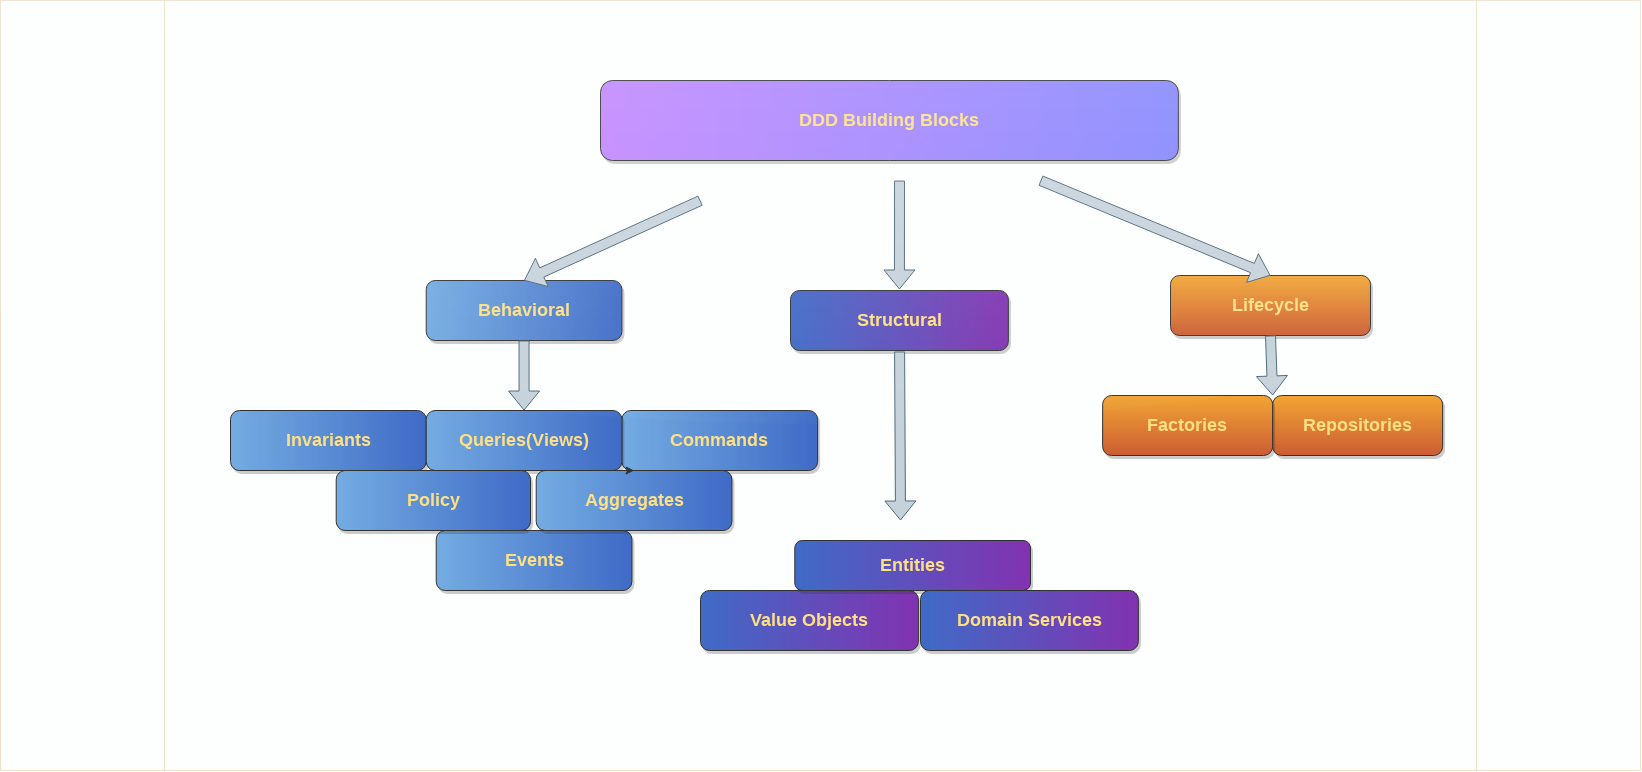 DDD Building Blocks
Behavioral
Structural
Lifecycle
Invariants
Queries(Views)
Commands
Factories
Repositories
Policy
Aggregates
Events
Entities
Value Objects
Domain Services